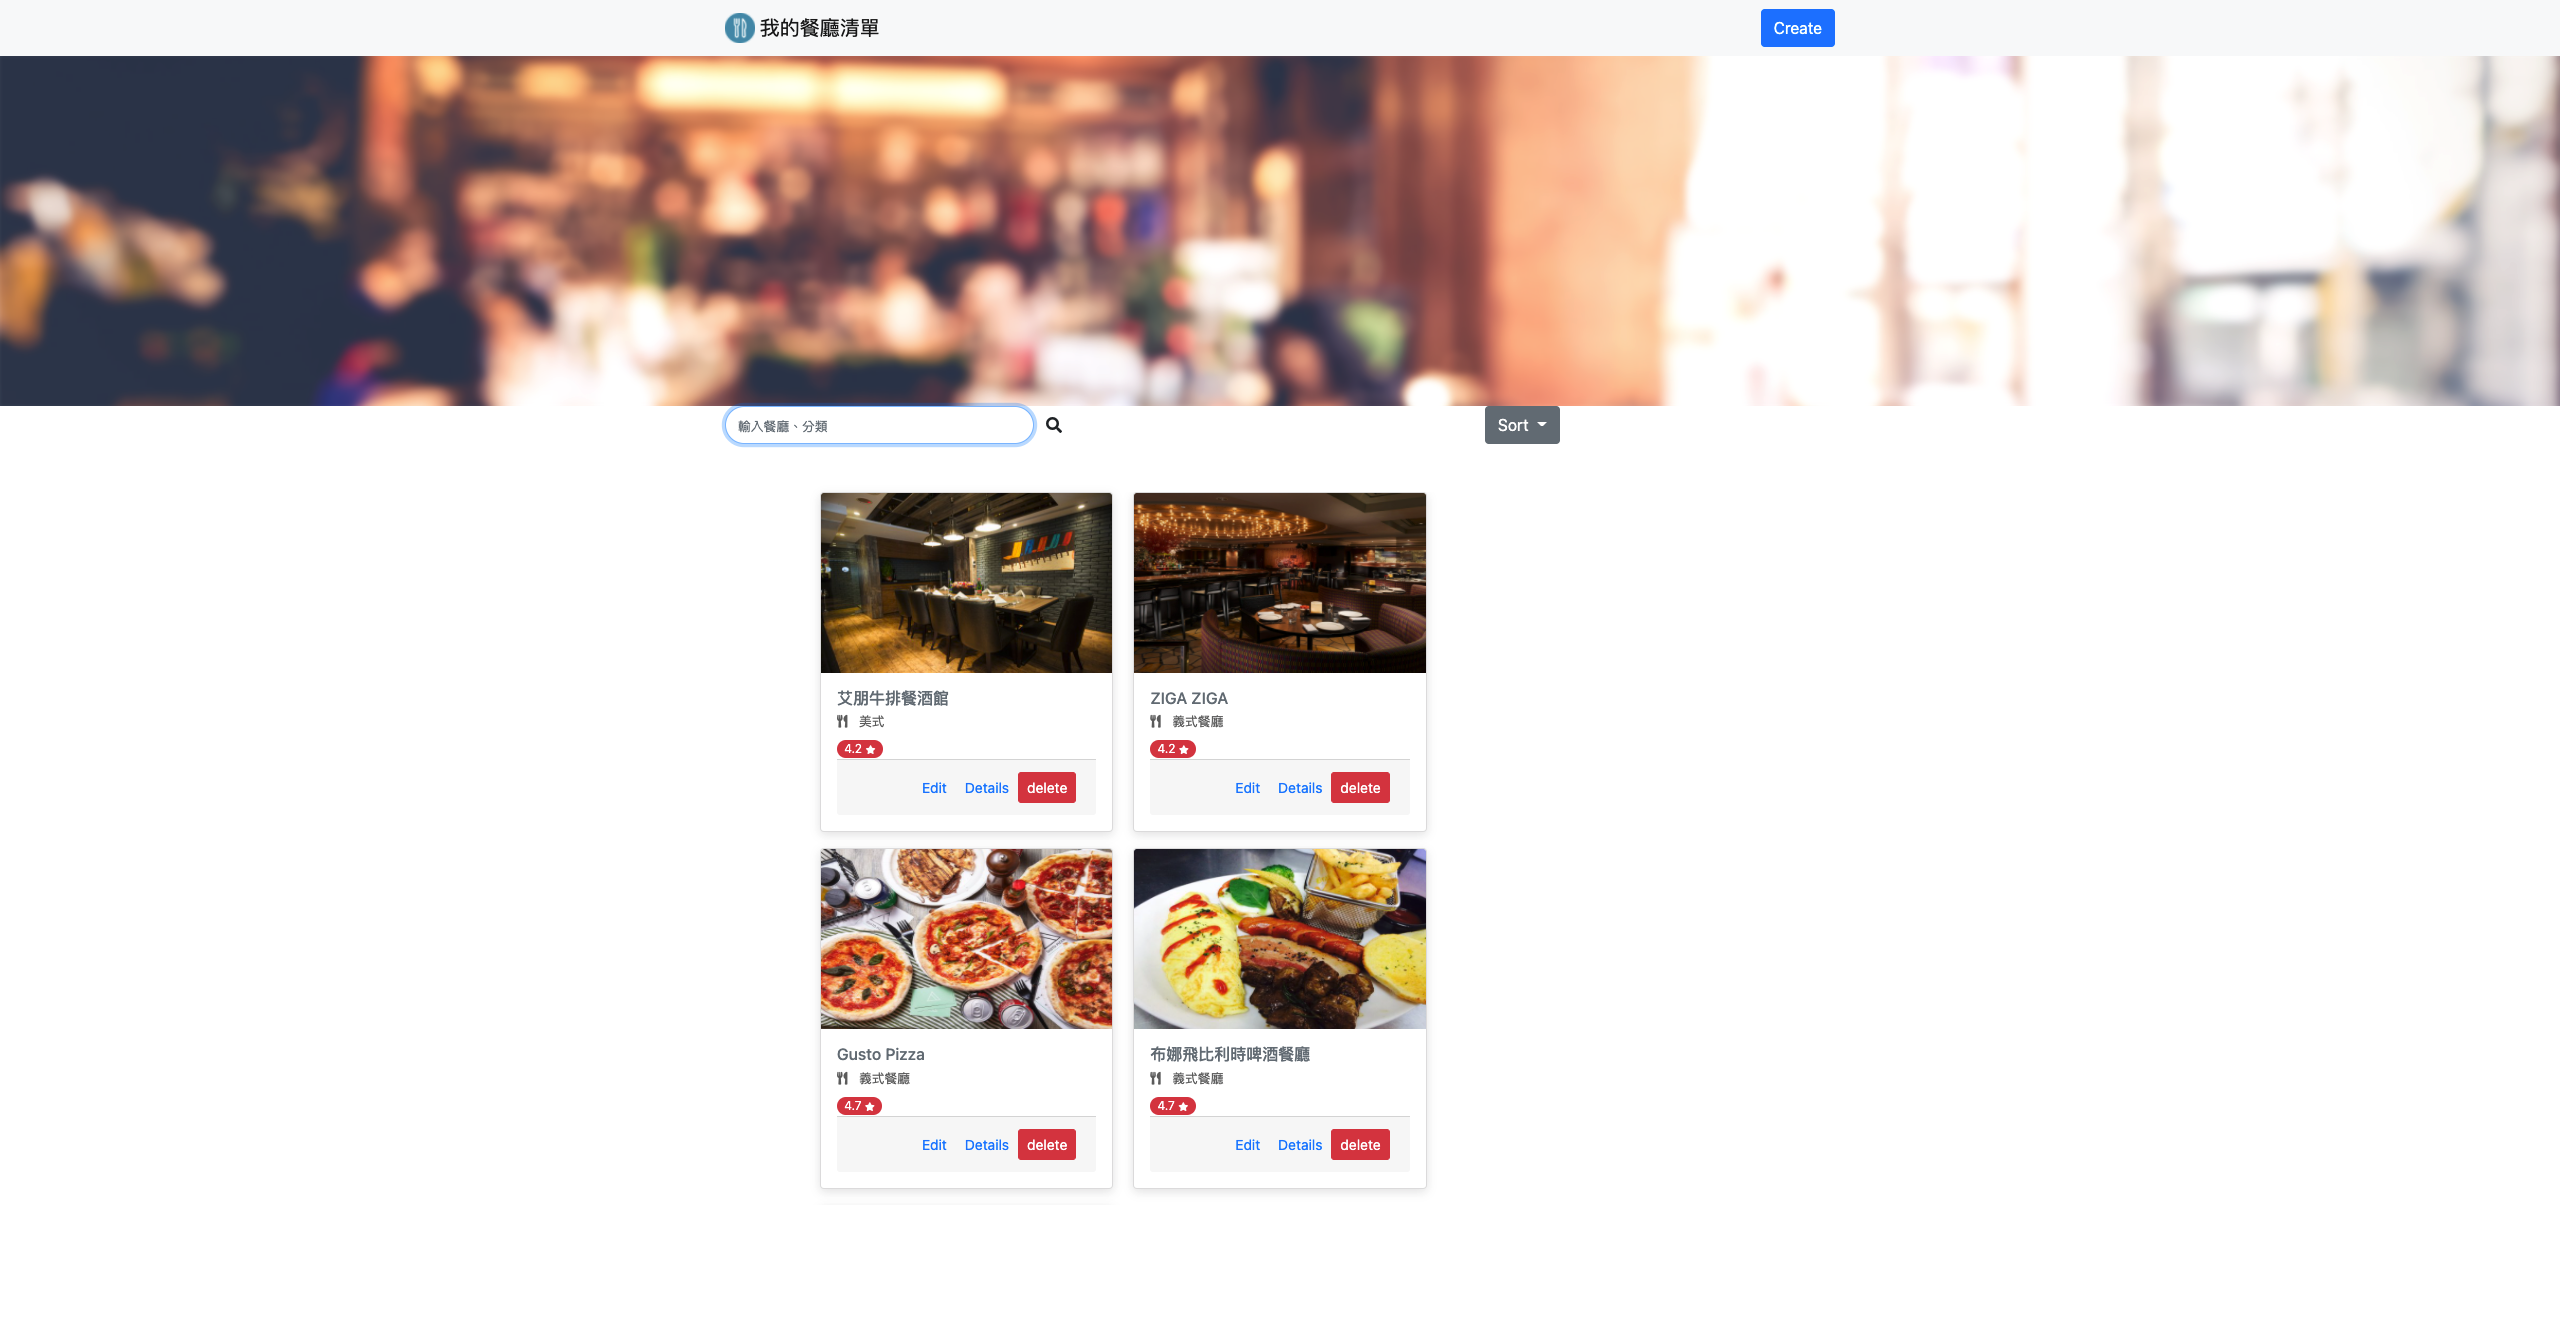 我的餐廳清單
Create
輸入餐廳、分類
Sort
艾朋牛排餐酒館
美式
4.2
Edit Details delete
ZIGA ZIGA
義式餐廳
4.2
Edit Details delete
Gusto Pizza
義式餐廳
4.7
Edit Details delete
布娜飛比利時啤酒餐廳
義式餐廳
4.7
Edit Details delete